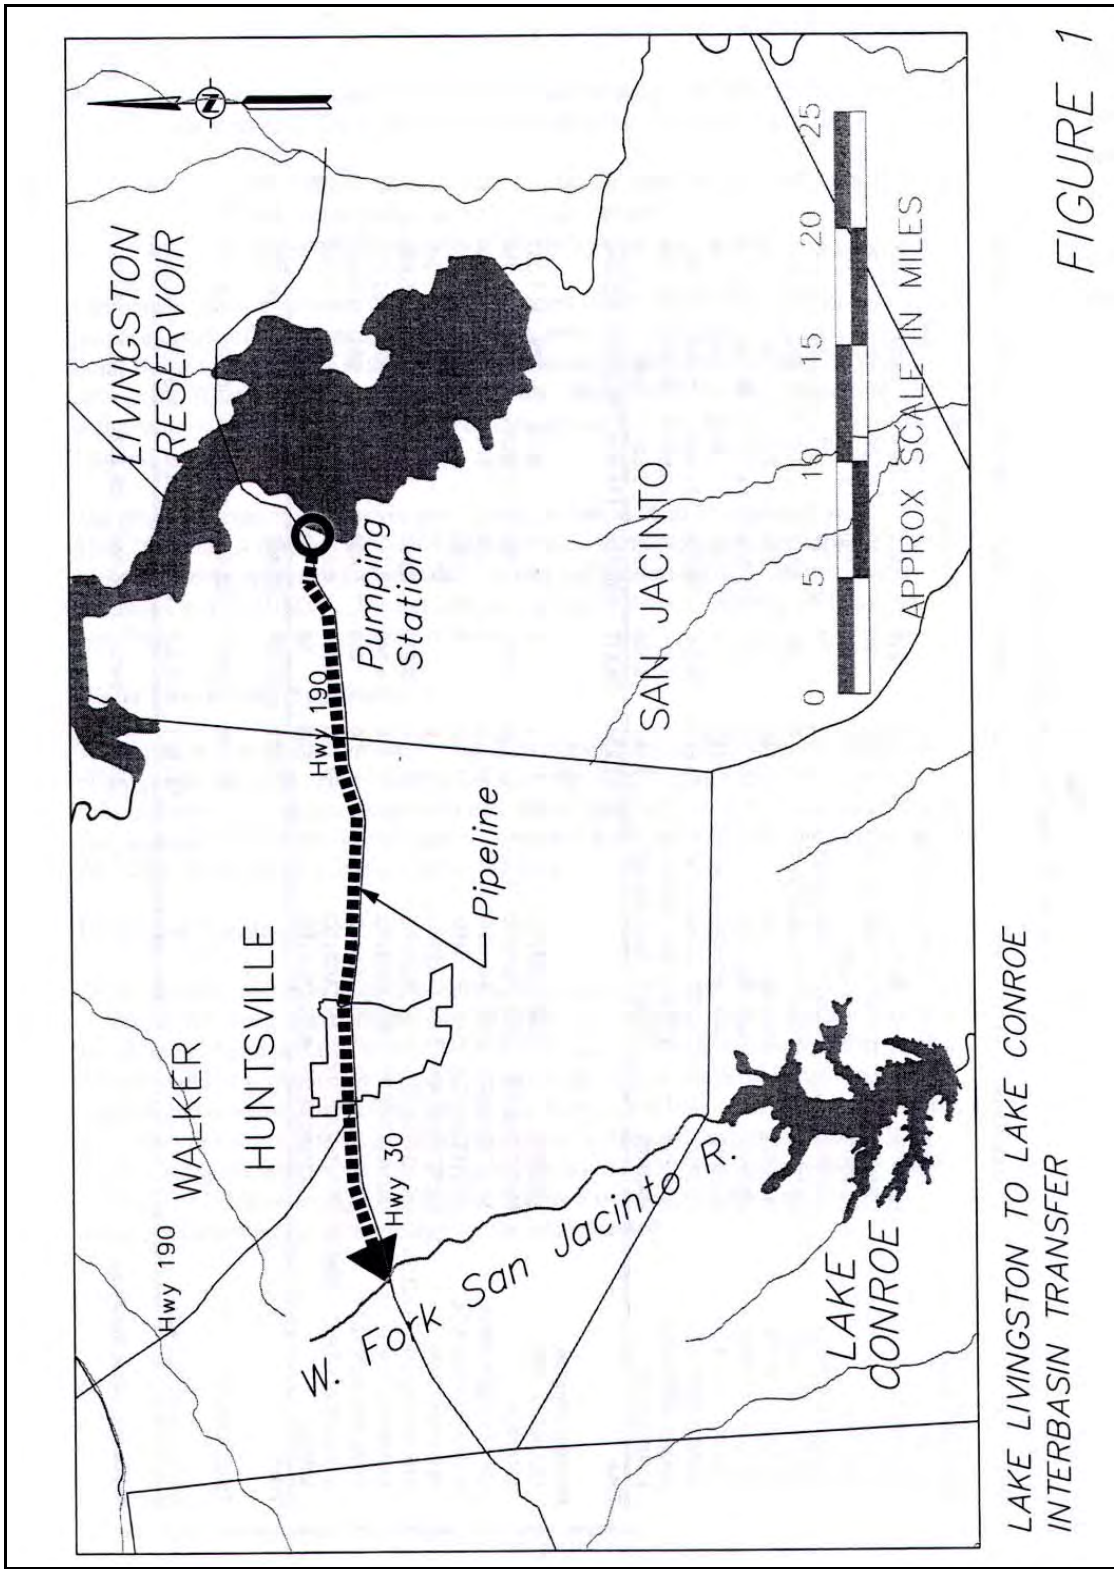 LIVINGSTON
RESERVOIR
N
Hwy 190
WALKER
HUNTSVILLE
Hwy 190
Pumping
Station
Hwy 30
Pipeline
W. Fork San Jacinto R.
SAN JACINTO
0 5 10 15 20 25
APPROX SCALE IN MILES
LAKE
CONROE
LAKE LIVINGSTON TO LAKE CONROE
INTERBASIN TRANSFER
FIGURE 1